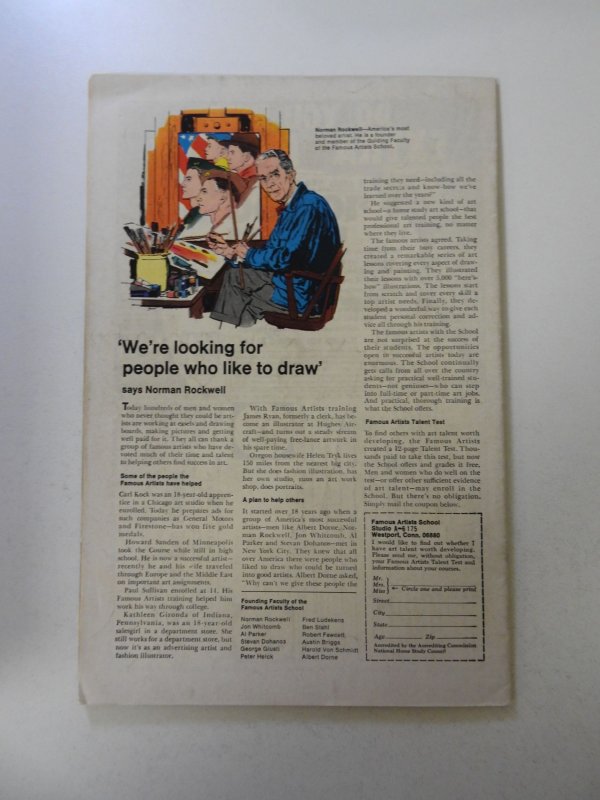 Norman Rockwell—America's most
beloved artist. He is a founder
and member of the Guiding Faculty
of the Famous Artists School.
'We're looking for
people who like to draw'
says Norman Rockwell
Today hundreds of men and women
who never thought they could be art-
ists are working at easels and drawing
boards, making pictures and getting
well paid for it. They all can thank a
group of famous artists who have de-
voted much of their time and talent
to helping others find success in art.
Some of the people the
Famous Artists have helped
Carl Kock was an 18-year-old appren-
tice in a Chicago art studio when he
enrolled. Today he prepares ads for
such companies as General Motors
and Firestone—has won five gold
medals.
Howard Sanden of Minneapolis
took the Course while still in high
school. He is now a successful artist—
recently he and his wife traveled
through Europe and the Middle East
on important art assignments.
Paul Sullivan enrolled at 14. His
Famous Artists training helped him
work his way through college.
Kathleen Gironda of Indiana,
Pennsylvania, was an 18-year-old
salesgirl in a department store. She
still works for a department store, but
now it's as an advertising artist and
fashion illustrator.
With Famous Artists training
James Ryan, formerly a clerk, has be-
come an illustrator at Hughes Air-
craft—and turns out a steady stream
of well-paying free-lance artwork in
his spare time.
Oregon housewife Helen Tryk lives
150 miles from the nearest big city.
But she does fashion illustration, has
her own studio, runs an art work
shop, does portraits.
A plan to help others
It started over 18 years ago when a
group of America's most successful
artists—men like Albert Dorne, Nor-
man Rockwell, Jon Whitcomb, Al
Parker and Stevan Dohanos—met in
New York City. They knew that all
over America there were people who
liked to draw who could be turned
into good artists. Albert Dorne asked,
"Why can't we give these people the
Founding Faculty of the
Famous Artists School
Norman Rockwell
Jon Whitcomb
Al Parker
Stevan Dohanos
George Giusti
Peter Helck
Fred Ludekens
Ben Stahl
Robert Fawcett
Austin Briggs
Harold Von Schmidt
Albert Dorne
training they need—including all the
trade secrets and know-how we've
learned over the years?"
He suggested a new kind of art
school—a home study art school—that
would give talented people the best
professional art training, no matter
where they live.
The famous artists agreed. Taking
time from their busy careers, they
created a remarkable series of art
lessons covering every aspect of draw-
ing and painting. They illustrated
their lessons with over 5,000 "here's-
how" illustrations. The lessons start
from scratch and cover every skill a
top artist needs. Finally, they de-
veloped a wonderful way to give each
student personal correction and ad-
vice all through his training.
The famous artists with the School
are not surprised at the success of
their students. The opportunities
open to successful artists today are
enormous. The School continually
gets calls from all over the country
asking for practical well-trained stu-
dents—not geniuses—who can step
into full-time or part-time art jobs.
And practical, thorough training is
what the School offers.
Famous Artists Talent Test
To find others with art talent worth
developing, the Famous Artists
created a 12-page Talent Test. Thou-
sands paid to take this test, but now
the School offers and grades it free.
Men and women who do well on the
test—or offer other sufficient evidence
of art talent—may enroll in the
School. But there's no obligation.
Simply mail the coupon below.
Famous Artists School
Studio 175
Westport, Conn. 06880
I would like to find out whether I
have art talent worth developing.
Please send me, without obligation,
your Famous Artists Talent Test and
information about your courses.
Mr.
Mrs.
Miss
← Circle one and please print
Street
City
State
Age Zip
Accredited by the Accrediting Commission
National Home Study Council